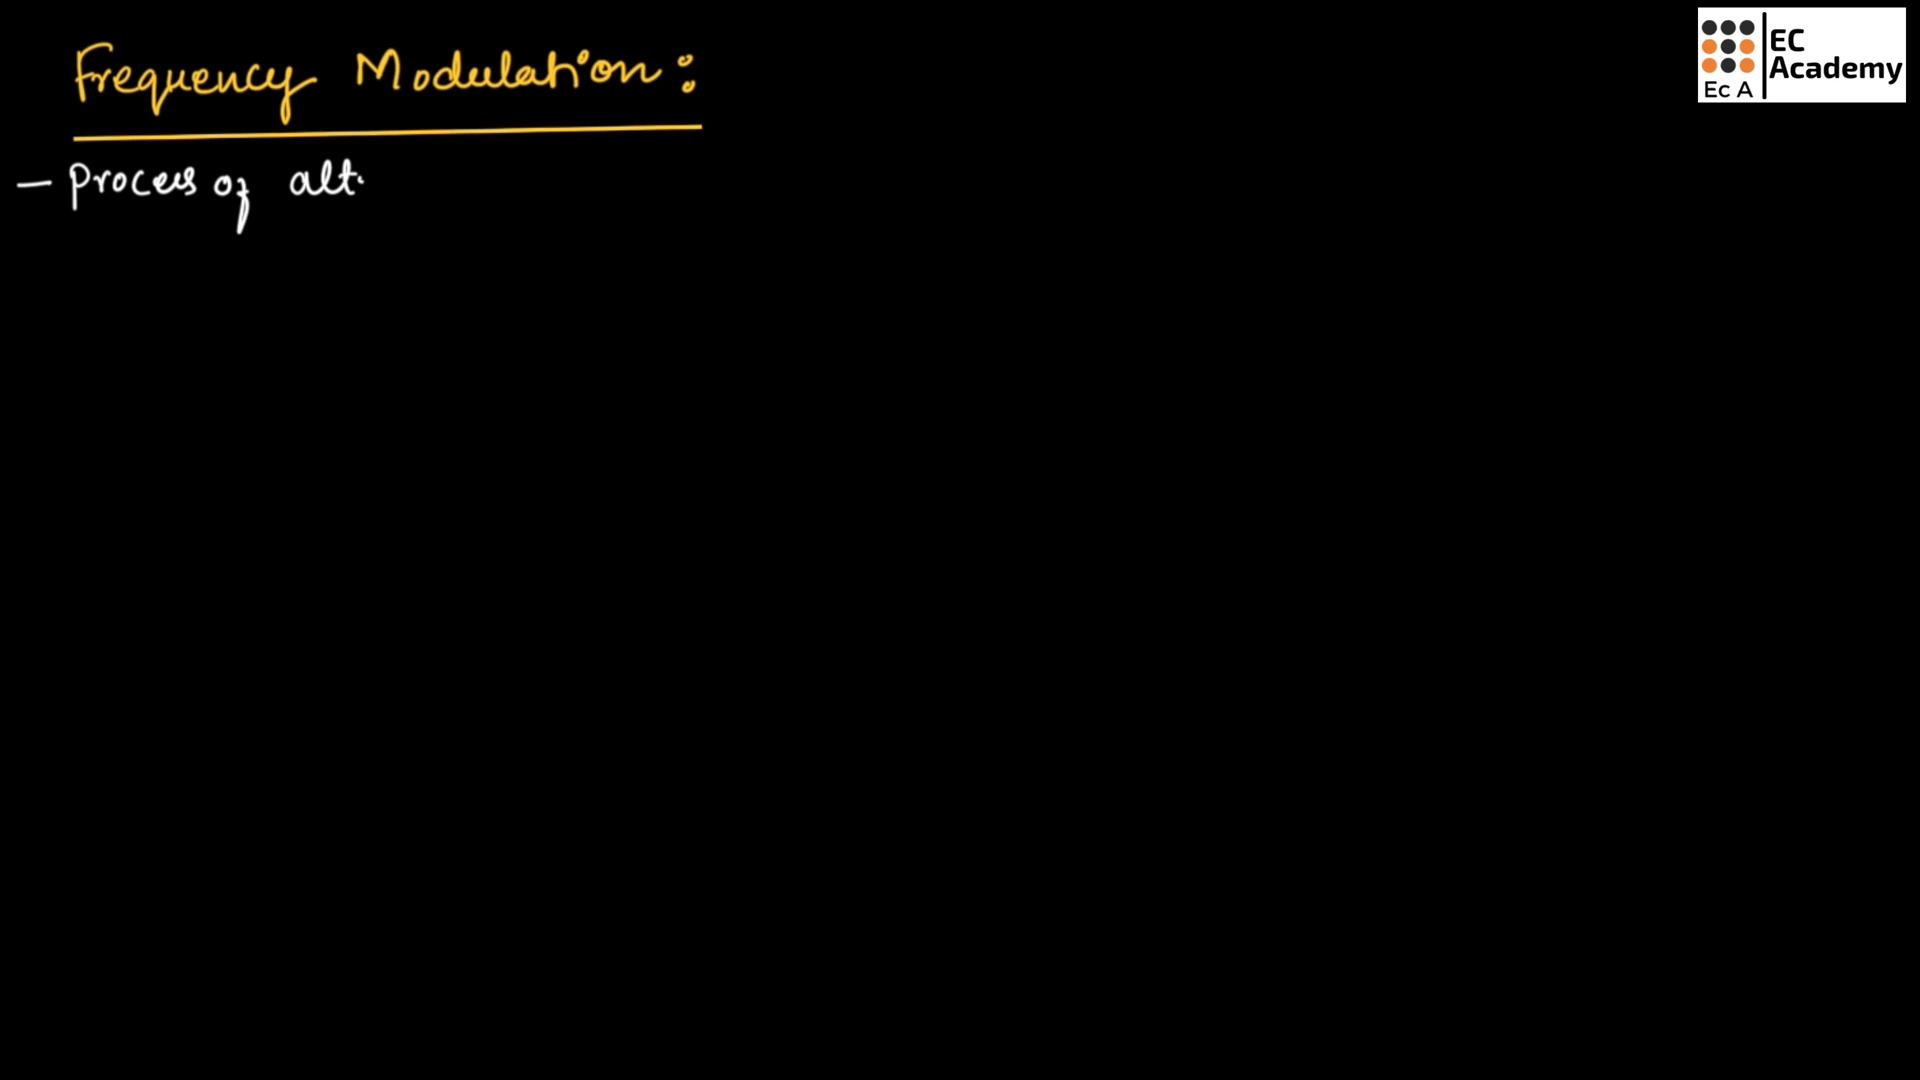 Frequency Modulation:
EC
Academy
Ec A
- process of alt